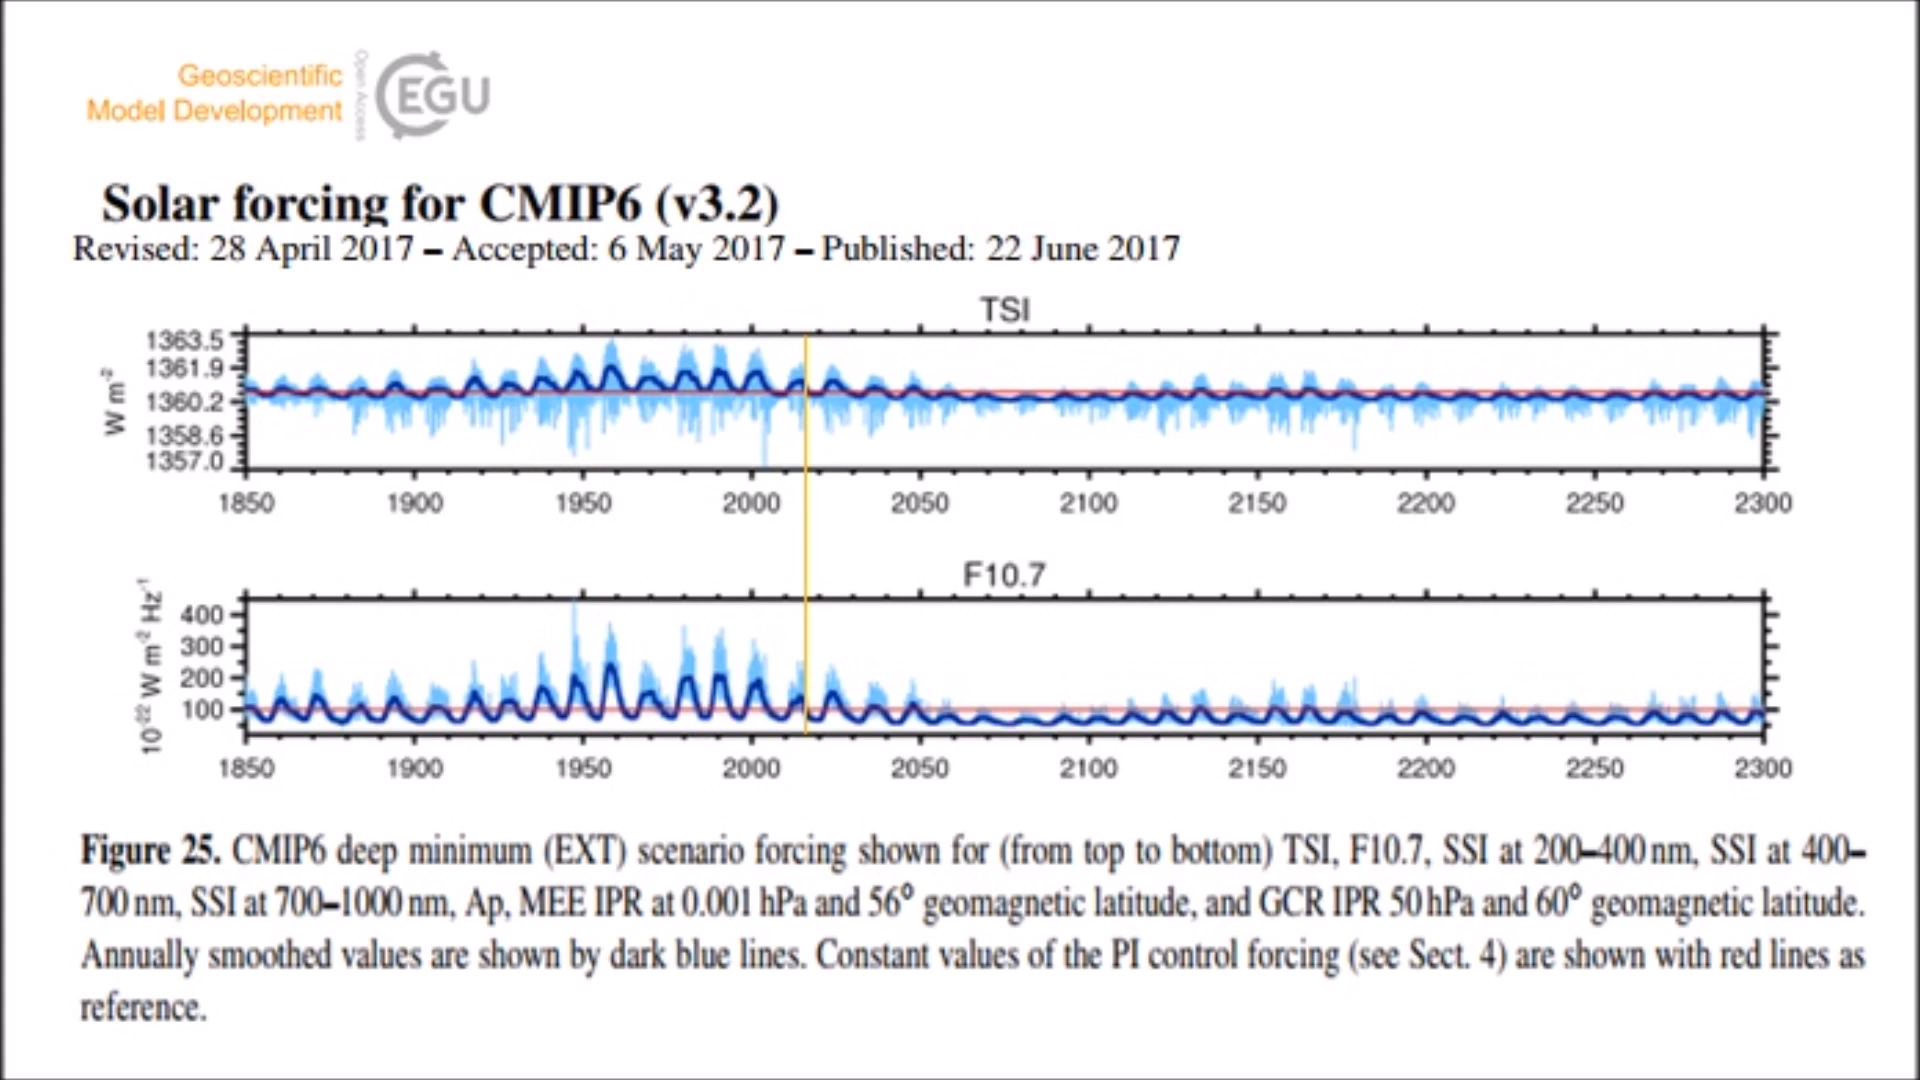 Geoscientific
Model Development
Open Access
EGU
Solar forcing for CMIP6 (v3.2)
Revised: 28 April 2017 – Accepted: 6 May 2017 – Published: 22 June 2017
TSI
W m⁻²
1363.5
1361.9
1360.2
1358.6
1357.0
1850 1900 1950 2000 2050 2100 2150 2200 2250 2300
F10.7
10⁻²² W m⁻² Hz⁻¹
400
300
200
100
1850 1900 1950 2000 2050 2100 2150 2200 2250 2300
Figure 25. CMIP6 deep minimum (EXT) scenario forcing shown for (from top to bottom) TSI, F10.7, SSI at 200–400 nm, SSI at 400–
700 nm, SSI at 700–1000 nm, Ap, MEE IPR at 0.001 hPa and 56° geomagnetic latitude, and GCR IPR 50 hPa and 60° geomagnetic latitude.
Annually smoothed values are shown by dark blue lines. Constant values of the PI control forcing (see Sect. 4) are shown with red lines as
reference.